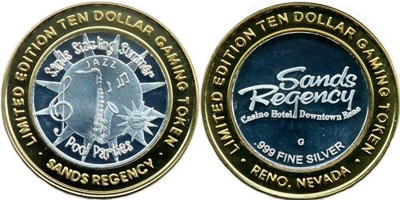 LIMITED EDITION TEN DOLLAR GAMING TOKEN
Sands Sizzling Summer
JAZZ
Pool Parties
• SANDS REGENCY •
LIMITED EDITION TEN DOLLAR GAMING TOKEN
Sands
Regency
Casino Hotel, Downtown Reno
G
.999 FINE SILVER
• RENO, NEVADA •